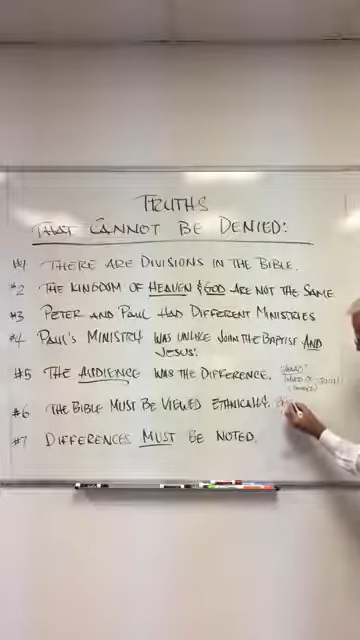 TRUTHS
THAT CANNOT BE DENIED:
#1 THERE ARE DIVISIONS IN THE BIBLE.
#2 THE KINGDOM OF HEAVEN & GOD ARE NOT THE SAME
#3 PETER AND PAUL HAD DIFFERENT MINISTRIES
#4 PAUL'S MINISTRY WAS UNLIKE JOHN THE BAPTIST AND
JESUS'.
#5 THE AUDIENCE WAS THE DIFFERENCE.
#6 THE BIBLE MUST BE VIEWED ETHNICALLY.
#7 DIFFERENCES MUST BE NOTED.